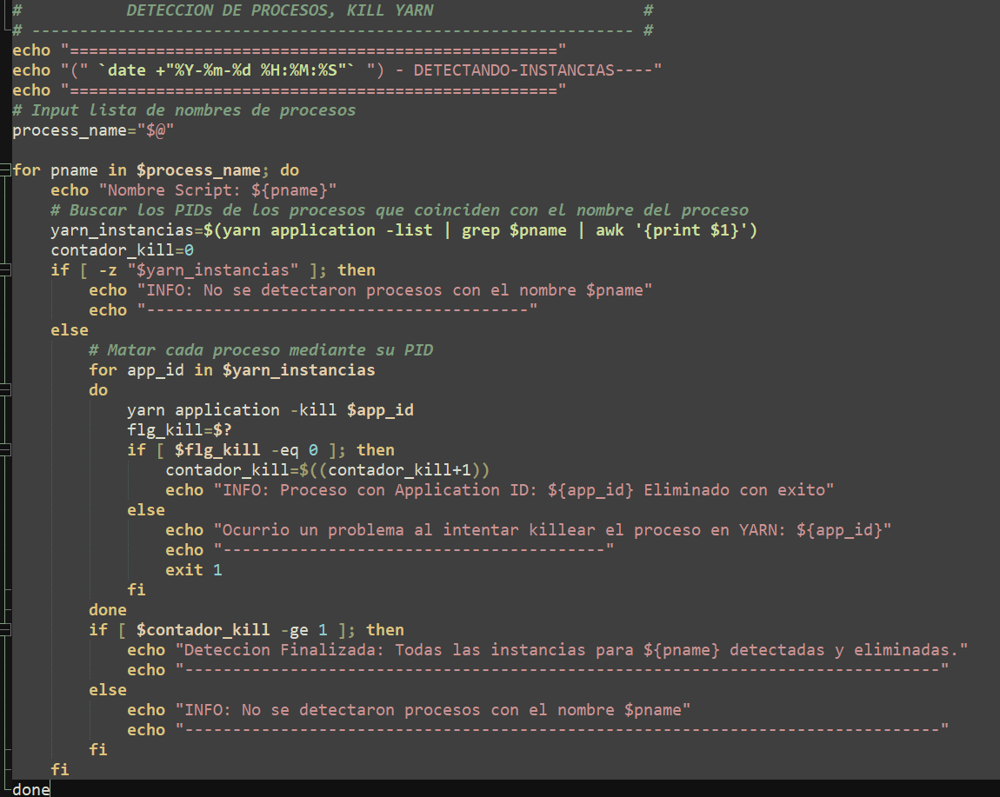 #           DETECCION DE PROCESOS, KILL YARN                      #
# --------------------------------------------------------------- #
echo "==================================================="
echo "(" `date +"%Y-%m-%d %H:%M:%S"` ") - DETECTANDO-INSTANCIAS----"
echo "==================================================="
# Input lista de nombres de procesos
process_name="$@"

for pname in $process_name; do
    echo "Nombre Script: ${pname}"
    # Buscar los PIDs de los procesos que coinciden con el nombre del proceso
    yarn_instancias=$(yarn application -list | grep $pname | awk '{print $1}')
    contador_kill=0
    if [ -z "$yarn_instancias" ]; then
        echo "INFO: No se detectaron procesos con el nombre $pname"
        echo "----------------------------------------"
    else
        # Matar cada proceso mediante su PID
        for app_id in $yarn_instancias
        do
            yarn application -kill $app_id
            flg_kill=$?
            if [ $flg_kill -eq 0 ]; then
                contador_kill=$((contador_kill+1))
                echo "INFO: Proceso con Application ID: ${app_id} Eliminado con exito"
            else
                echo "Ocurrio un problema al intentar killear el proceso en YARN: ${app_id}"
                echo "----------------------------------------"
                exit 1
            fi
        done
        if [ $contador_kill -ge 1 ]; then
            echo "Deteccion Finalizada: Todas las instancias para ${pname} detectadas y eliminadas."
            echo "-------------------------------------------------------------------------------"
        else
            echo "INFO: No se detectaron procesos con el nombre $pname"
            echo "-------------------------------------------------------------------------------"
        fi
    fi
done